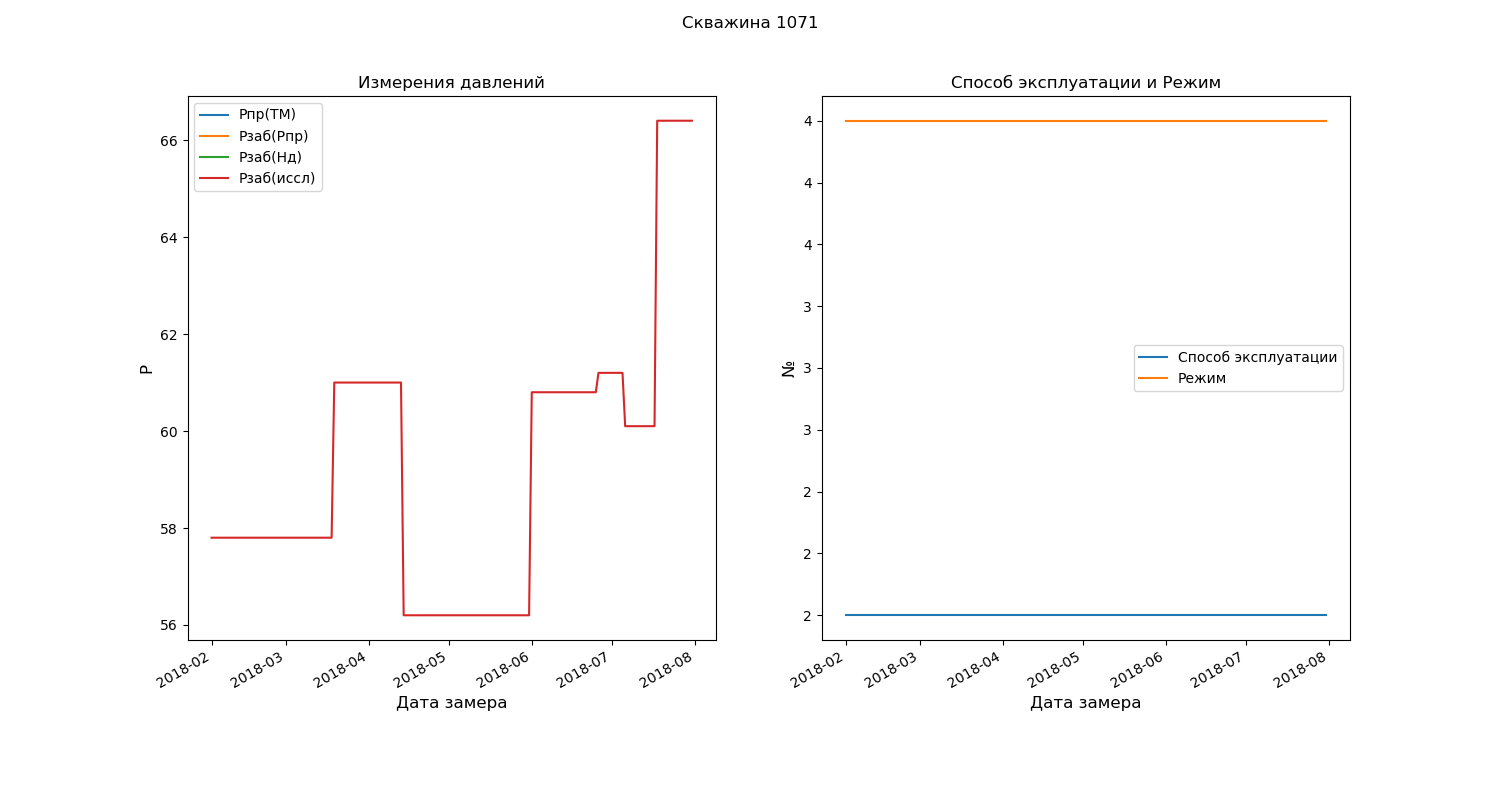 Скважина 1071
Измерения давлений
Рпр(ТМ)
Рзаб(Рпр)
Рзаб(Нд)
Рзаб(иссл)
66
64
62
60
58
56
Р
2018-02
2018-03
2018-04
2018-05
2018-06
2018-07
2018-08
Дата замера
Способ эксплуатации и Режим
4
4
4
3
3
3
2
2
2
№
Способ эксплуатации
Режим
2018-02
2018-03
2018-04
2018-05
2018-06
2018-07
2018-08
Дата замера